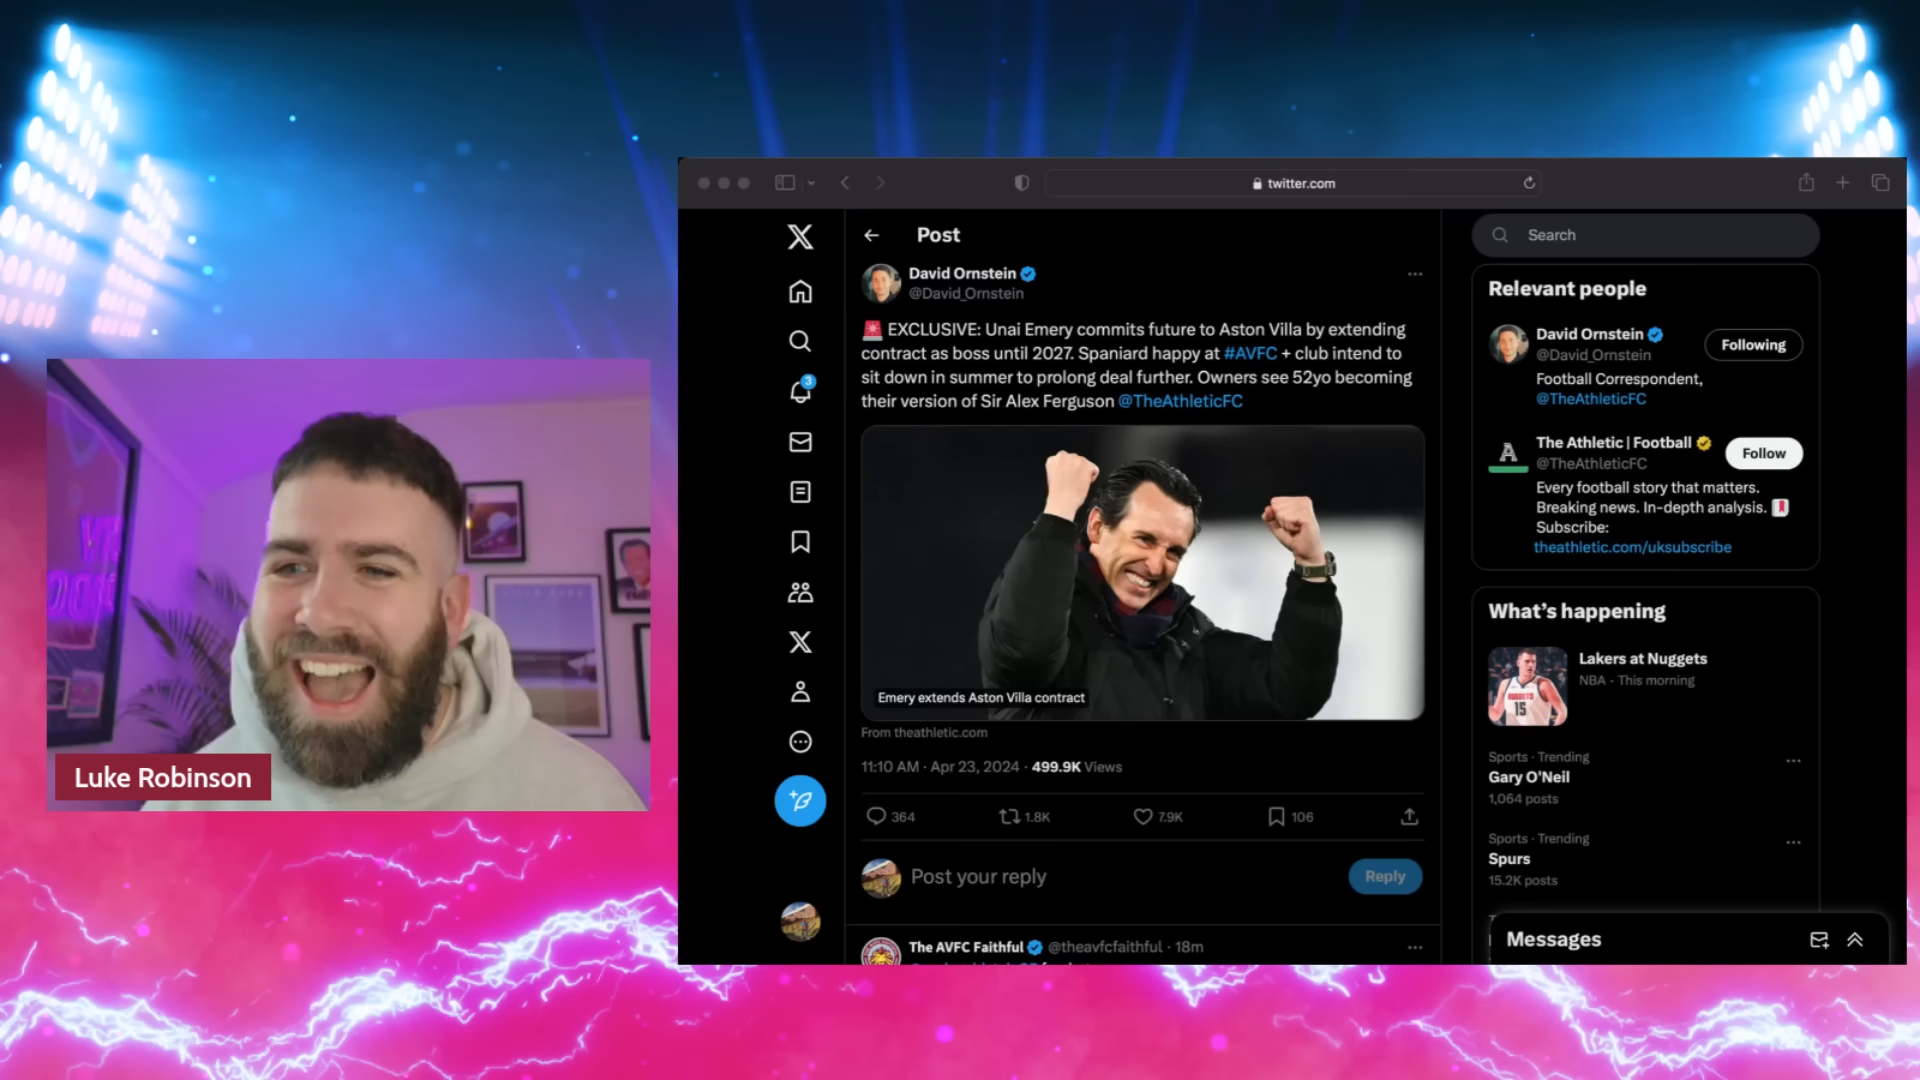 twitter.com
Post
Search
David Ornstein
@David_Ornstein
EXCLUSIVE: Unai Emery commits future to Aston Villa by extending
contract as boss until 2027. Spaniard happy at #AVFC + club intend to
sit down in summer to prolong deal further. Owners see 52yo becoming
their version of Sir Alex Ferguson @TheAthleticFC
Emery extends Aston Villa contract
From theathletic.com
11:10 AM · Apr 23, 2024 · 499.9K Views
364
1.8K
7.9K
106
Post your reply
Reply
The AVFC Faithful @theavfcfaithful · 18m
3
Relevant people
David Ornstein
@David_Ornstein
Following
Football Correspondent,
@TheAthleticFC
The Athletic | Football
@TheAthleticFC
Follow
Every football story that matters.
Breaking news. In-depth analysis.
Subscribe:
theathletic.com/uksubscribe
What's happening
Lakers at Nuggets
NBA · This morning
NUGGETS
15
Sports · Trending
Gary O'Neil
1,064 posts
Sports · Trending
Spurs
15.2K posts
Messages
Luke Robinson